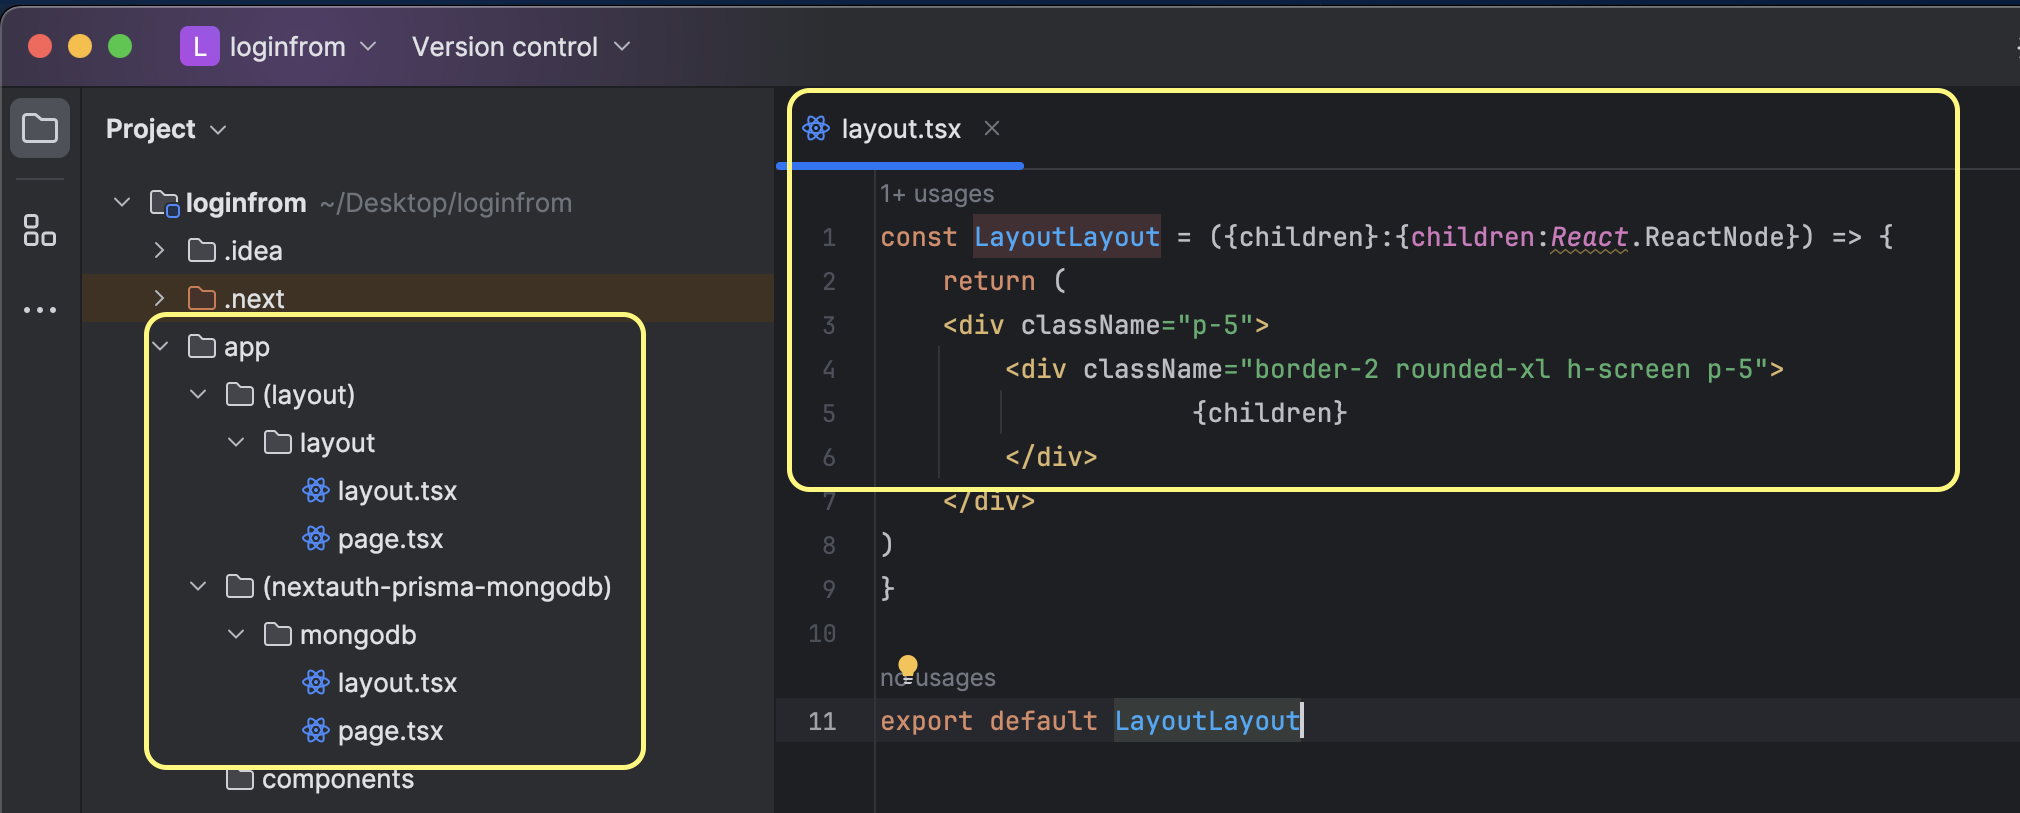 L loginfrom Version control
Project
loginfrom ~/Desktop/loginfrom
.idea
.next
app
(layout)
layout
layout.tsx
page.tsx
(nextauth-prisma-mongodb)
mongodb
layout.tsx
page.tsx
components
layout.tsx
1+ usages
1 const LayoutLayout = ({children}:{children:React.ReactNode}) => {
2 return (
3 <div className="p-5">
4 <div className="border-2 rounded-xl h-screen p-5">
5 {children}
6 </div>
7 </div>
8 )
9 }
10
no usages
11 export default LayoutLayout